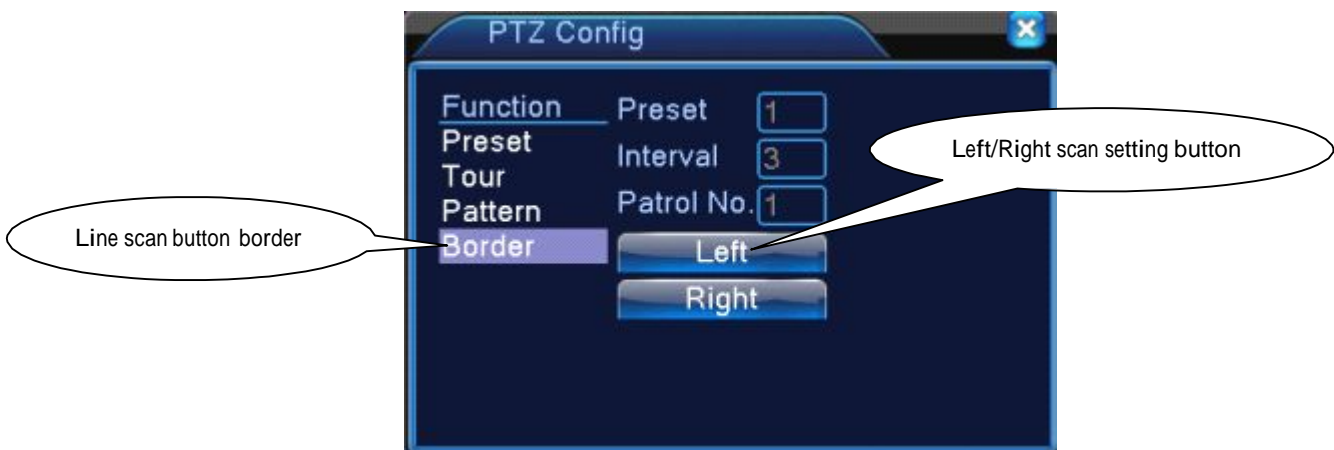 PTZ Config
Function
Preset
Tour
Pattern
Border
Preset 1
Interval 3
Patrol No. 1
Left
Right
Line scan button border
Left/Right scan setting button